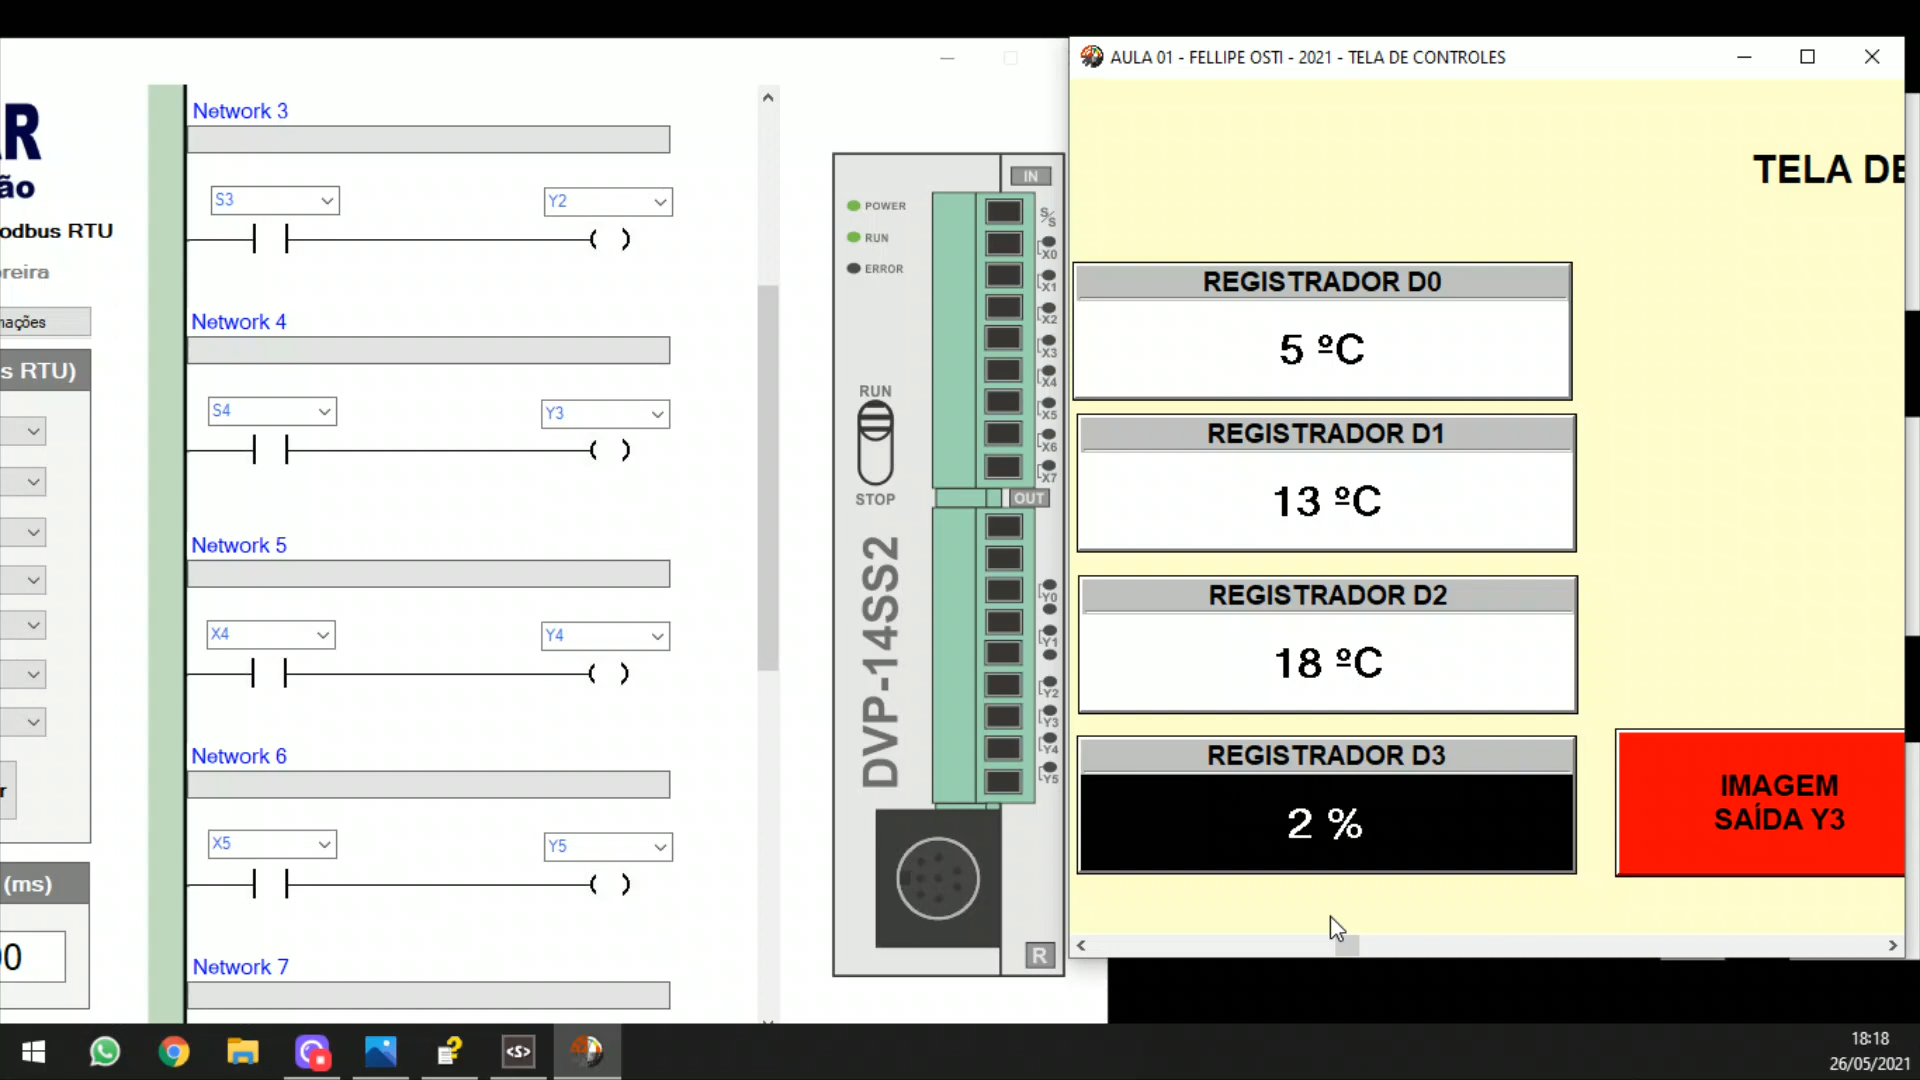 AULA 01 - FELLIPE OSTI - 2021 - TELA DE CONTROLES
AR
ão
odbus RTU
oreira
mações
s RTU)
r
(ms)
00
Network 3
S3
Y2
Network 4
S4
Y3
Network 5
X4
Y4
Network 6
X5
Y5
Network 7
IN
POWER
RUN
ERROR
S/S
X0
X1
X2
X3
X4
X5
X6
X7
RUN
STOP
OUT
DVP-14SS2
Y0
Y1
Y2
Y3
Y4
Y5
R
TELA DE
REGISTRADOR D0
5 ºC
REGISTRADOR D1
13 ºC
REGISTRADOR D2
18 ºC
REGISTRADOR D3
2 %
IMAGEM
SAÍDA Y3
<S>
18:18
26/05/2021